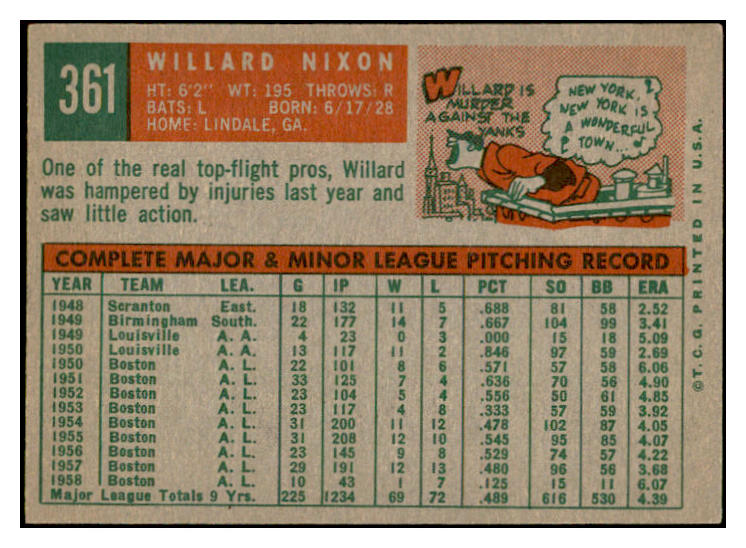 361
WILLARD NIXON
HT: 6'2" WT: 195 THROWS: R
BATS: L BORN: 6/17/28
HOME: LINDALE, GA.
One of the real top-flight pros, Willard
was hampered by injuries last year and
saw little action.
WILLARD IS
MURDER
AGAINST THE
YANKS
NEW YORK,
NEW YORK IS
A WONDERFUL
TOWN...
COMPLETE MAJOR & MINOR LEAGUE PITCHING RECORD
YEAR TEAM LEA. G IP W L PCT SO BB ERA
1948 Scranton East. 18 132 11 5 .688 81 58 2.52
1949 Birmingham South. 22 177 14 7 .667 104 99 3.41
1949 Louisville A. A. 4 23 0 3 .000 15 18 5.09
1950 Louisville A. A. 13 117 11 2 .846 97 59 2.69
1950 Boston A. L. 22 101 8 6 .571 57 58 6.06
1951 Boston A. L. 33 125 7 4 .636 70 56 4.90
1952 Boston A. L. 23 104 5 4 .556 50 61 4.85
1953 Boston A. L. 23 117 4 8 .333 57 59 3.92
1954 Boston A. L. 31 200 11 12 .478 102 87 4.05
1955 Boston A. L. 31 208 12 10 .545 95 85 4.07
1956 Boston A. L. 23 145 9 8 .529 74 57 4.22
1957 Boston A. L. 29 191 12 13 .480 96 56 3.68
1958 Boston A. L. 10 43 1 7 .125 15 11 6.07
Major League Totals 9 Yrs. 225 1234 69 72 .489 616 530 4.39
©T.C.G. PRINTED IN U.S.A.